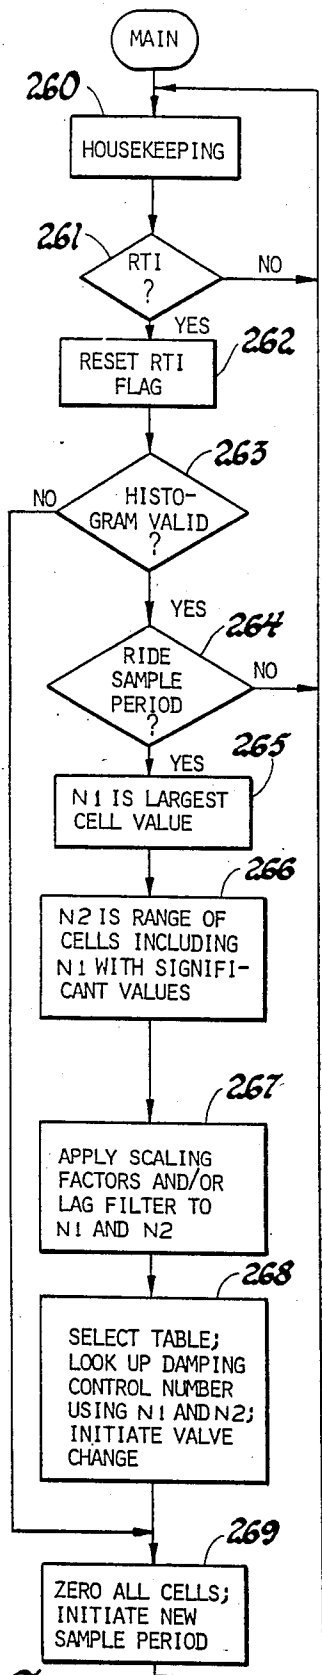 MAIN
260
HOUSEKEEPING
261
RTI
?
NO
YES
262
RESET RTI
FLAG
263
NO
HISTO-
GRAM VALID
?
YES
264
RIDE
SAMPLE
PERIOD
?
NO
YES
265
N1 IS LARGEST
CELL VALUE
266
N2 IS RANGE OF
CELLS INCLUDING
N1 WITH SIGNIFI-
CANT VALUES
267
APPLY SCALING
FACTORS AND/OR
LAG FILTER TO
N1 AND N2
268
SELECT TABLE;
LOOK UP DAMPING
CONTROL NUMBER
USING N1 AND N2;
INITIATE VALVE
CHANGE
269
ZERO ALL CELLS;
INITIATE NEW
SAMPLE PERIOD